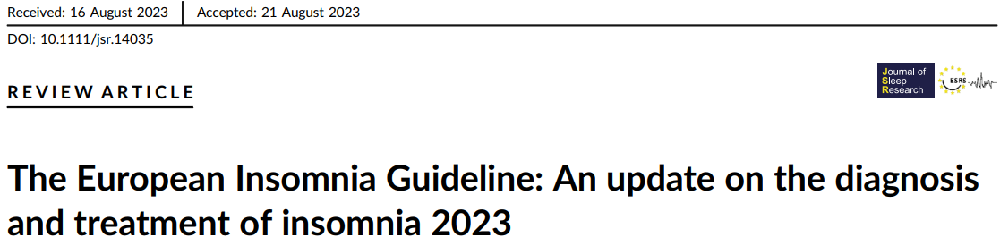 Received: 16 August 2023 Accepted: 21 August 2023
DOI: 10.1111/jsr.14035
REVIEW ARTICLE
Journal of
Sleep
Research
ESRS
The European Insomnia Guideline: An update on the diagnosis
and treatment of insomnia 2023